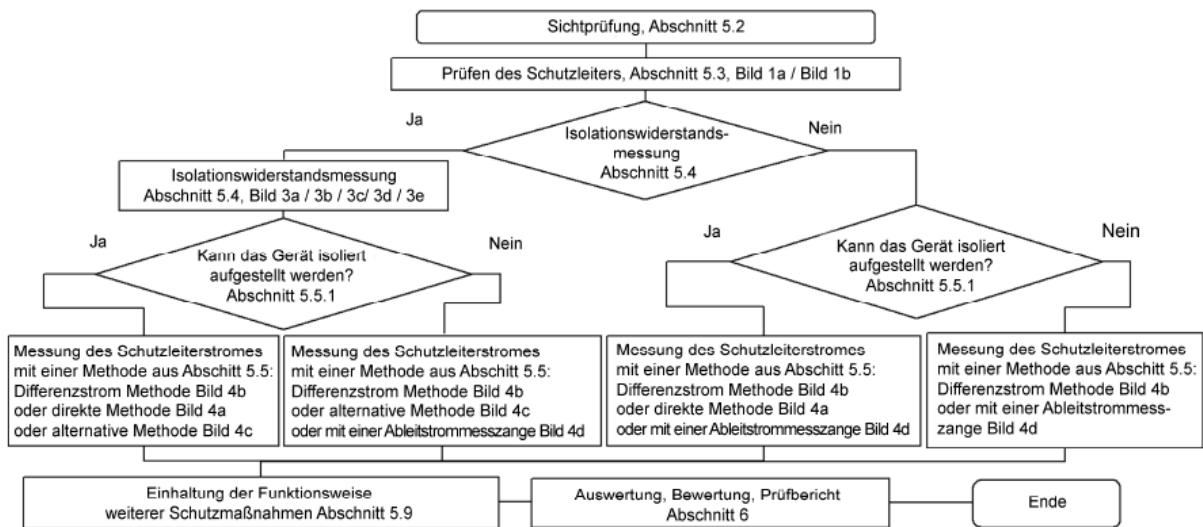 Sichtprüfung, Abschnitt 5.2
Prüfen des Schutzleiters, Abschnitt 5.3, Bild 1a / Bild 1b
Ja
Isolationswiderstands-
messung
Abschnitt 5.4
Nein
Isolationswiderstandsmessung
Abschnitt 5.4, Bild 3a / 3b / 3c/ 3d / 3e
Ja
Kann das Gerät isoliert
aufgestellt werden?
Abschnitt 5.5.1
Nein
Ja
Kann das Gerät isoliert
aufgestellt werden?
Abschnitt 5.5.1
Nein
Messung des Schutzleiterstromes
mit einer Methode aus Abschitt 5.5:
Differenzstrom Methode Bild 4b
oder direkte Methode Bild 4a
oder alternative Methode Bild 4c
Messung des Schutzleiterstromes
mit einer Methode aus Abschitt 5.5:
Differenzstrom Methode Bild 4b
oder alternative Methode Bild 4c
oder mit einer Ableitstrommesszange Bild 4d
Messung des Schutzleiterstromes
mit einer Methode aus Abschitt 5.5:
Differenzstrom Methode Bild 4b
oder direkte Methode Bild 4a
oder mit einer Ableitstrommesszange Bild 4d
Messung des Schutzleiterstromes
mit einer Methode aus Abschitt 5.5:
Differenzstrom Methode Bild 4b
oder mit einer Ableitstrommess-
zange Bild 4d
Einhaltung der Funktionsweise
weiterer Schutzmaßnahmen Abschnitt 5.9
Auswertung, Bewertung, Prüfbericht
Abschnitt 6
Ende